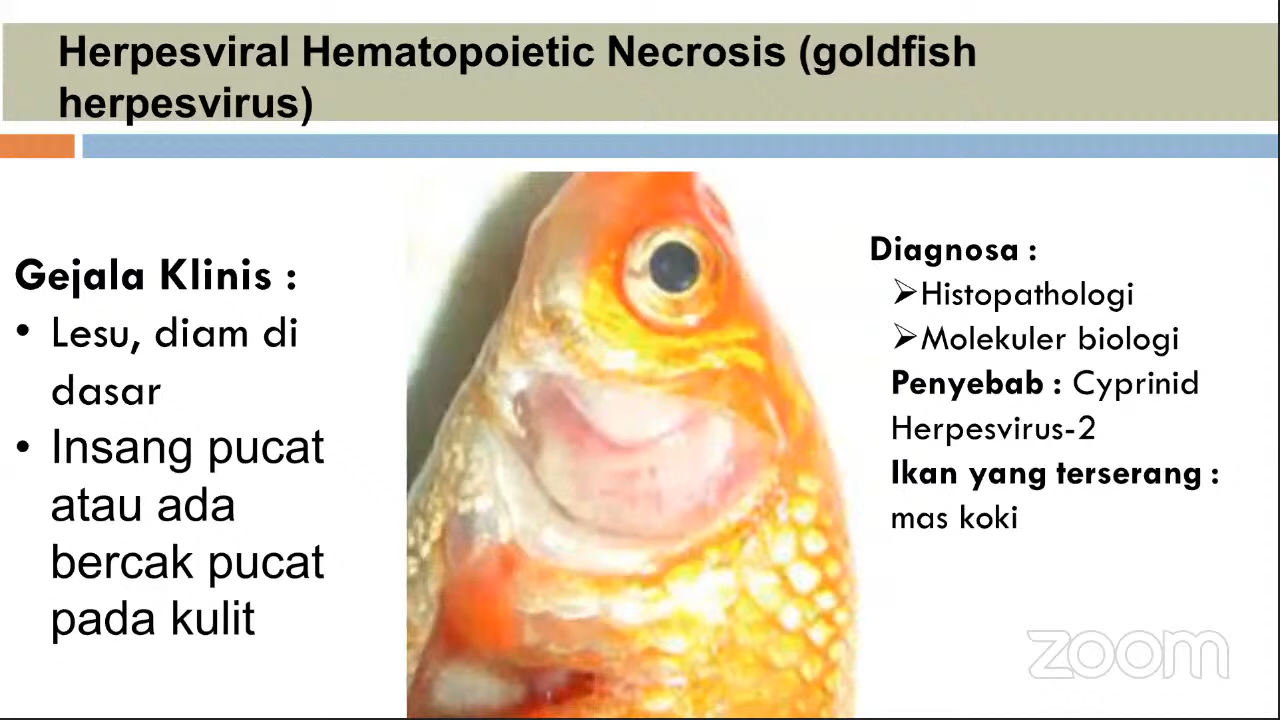 Herpesviral Hematopoietic Necrosis (goldfish
herpesvirus)
Gejala Klinis :
• Lesu, diam di
dasar
• Insang pucat
atau ada
bercak pucat
pada kulit
Diagnosa :
➢Histopathologi
➢Molekuler biologi
Penyebab : Cyprinid
Herpesvirus-2
Ikan yang terserang :
mas koki
zoom